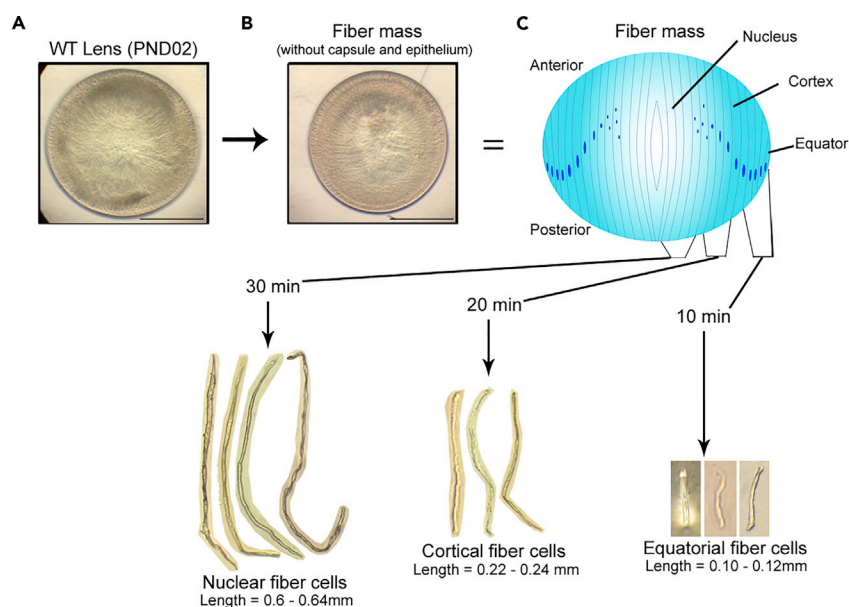 A
WT Lens (PND02)
B
Fiber mass
(without capsule and epithelium)
C
Fiber mass
Nucleus
Anterior
Cortex
Equator
Posterior
=
30 min
20 min
10 min
Nuclear fiber cells
Length = 0.6 - 0.64mm
Cortical fiber cells
Length = 0.22 - 0.24 mm
Equatorial fiber cells
Length = 0.10 - 0.12mm